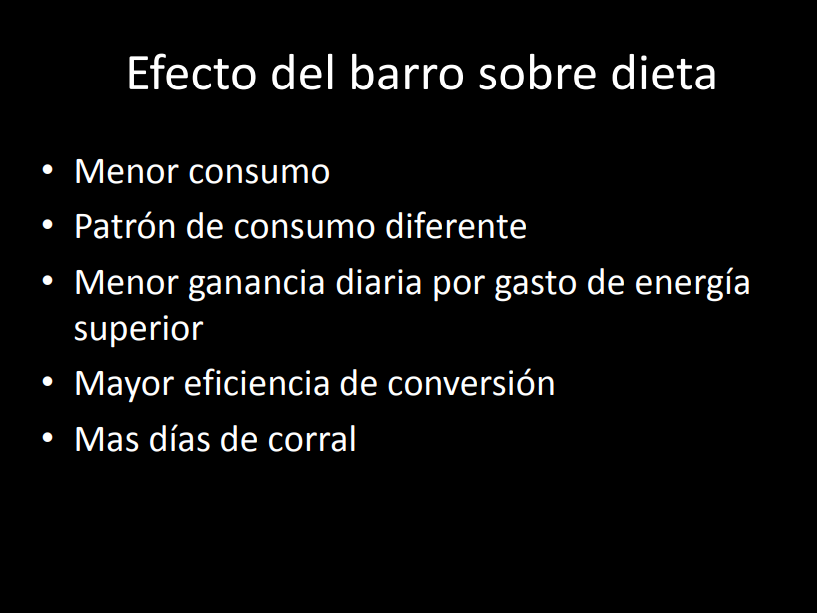 Efecto del barro sobre dieta
• Menor consumo
• Patrón de consumo diferente
• Menor ganancia diaria por gasto de energía
superior
• Mayor eficiencia de conversión
• Mas días de corral